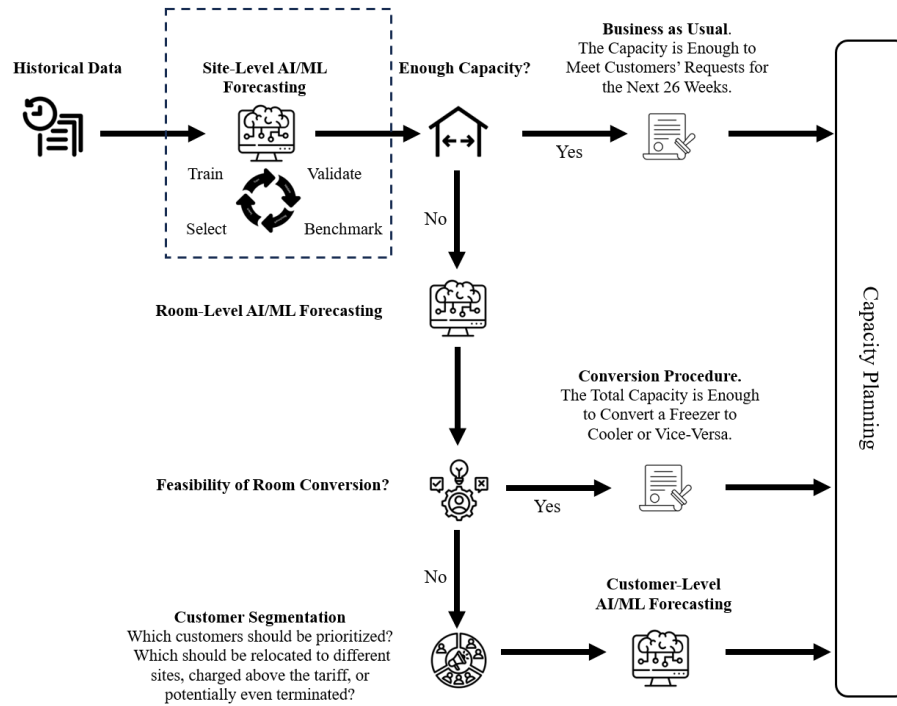 Historical Data
Site-Level AI/ML
Forecasting
Train
Validate
Select
Benchmark
Enough Capacity?
Yes
Business as Usual.
The Capacity is Enough to
Meet Customers' Requests for
the Next 26 Weeks.
No
Room-Level AI/ML Forecasting
Conversion Procedure.
The Total Capacity is Enough
to Convert a Freezer to
Cooler or Vice-Versa.
Feasibility of Room Conversion?
Yes
No
Customer Segmentation
Which customers should be prioritized?
Which should be relocated to different
sites, charged above the tariff, or
potentially even terminated?
Customer-Level
AI/ML Forecasting
Capacity Planning